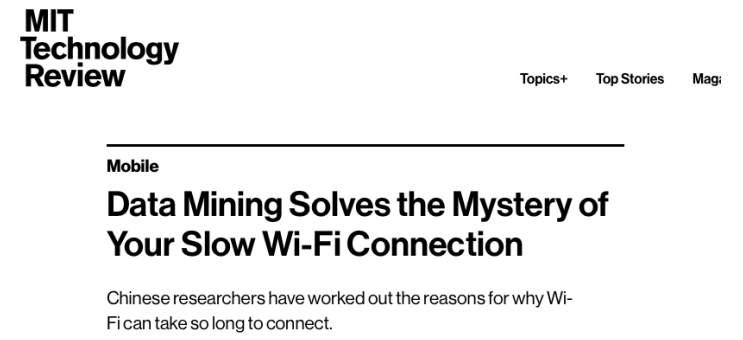 MIT
Technology
Review
Topics+ Top Stories Maga
Mobile
Data Mining Solves the Mystery of
Your Slow Wi-Fi Connection
Chinese researchers have worked out the reasons for why Wi-
Fi can take so long to connect.